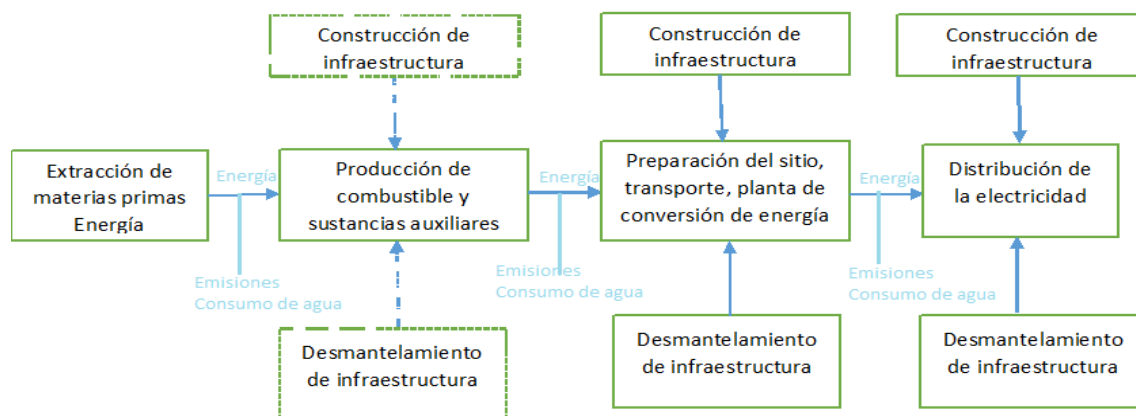 Construcción de
infraestructura
Construcción de
infraestructura
Construcción de
infraestructura
Extracción de
materias primas
Energía
Energía
Producción de
combustible y
sustancias auxiliares
Energía
Preparación del sitio,
transporte, planta de
conversión de energía
Energía
Distribución de
la electricidad
Emisiones
Consumo de agua
Emisiones
Consumo de agua
Emisiones
Consumo de agua
Desmantelamiento
de infraestructura
Desmantelamiento
de infraestructura
Desmantelamiento
de infraestructura